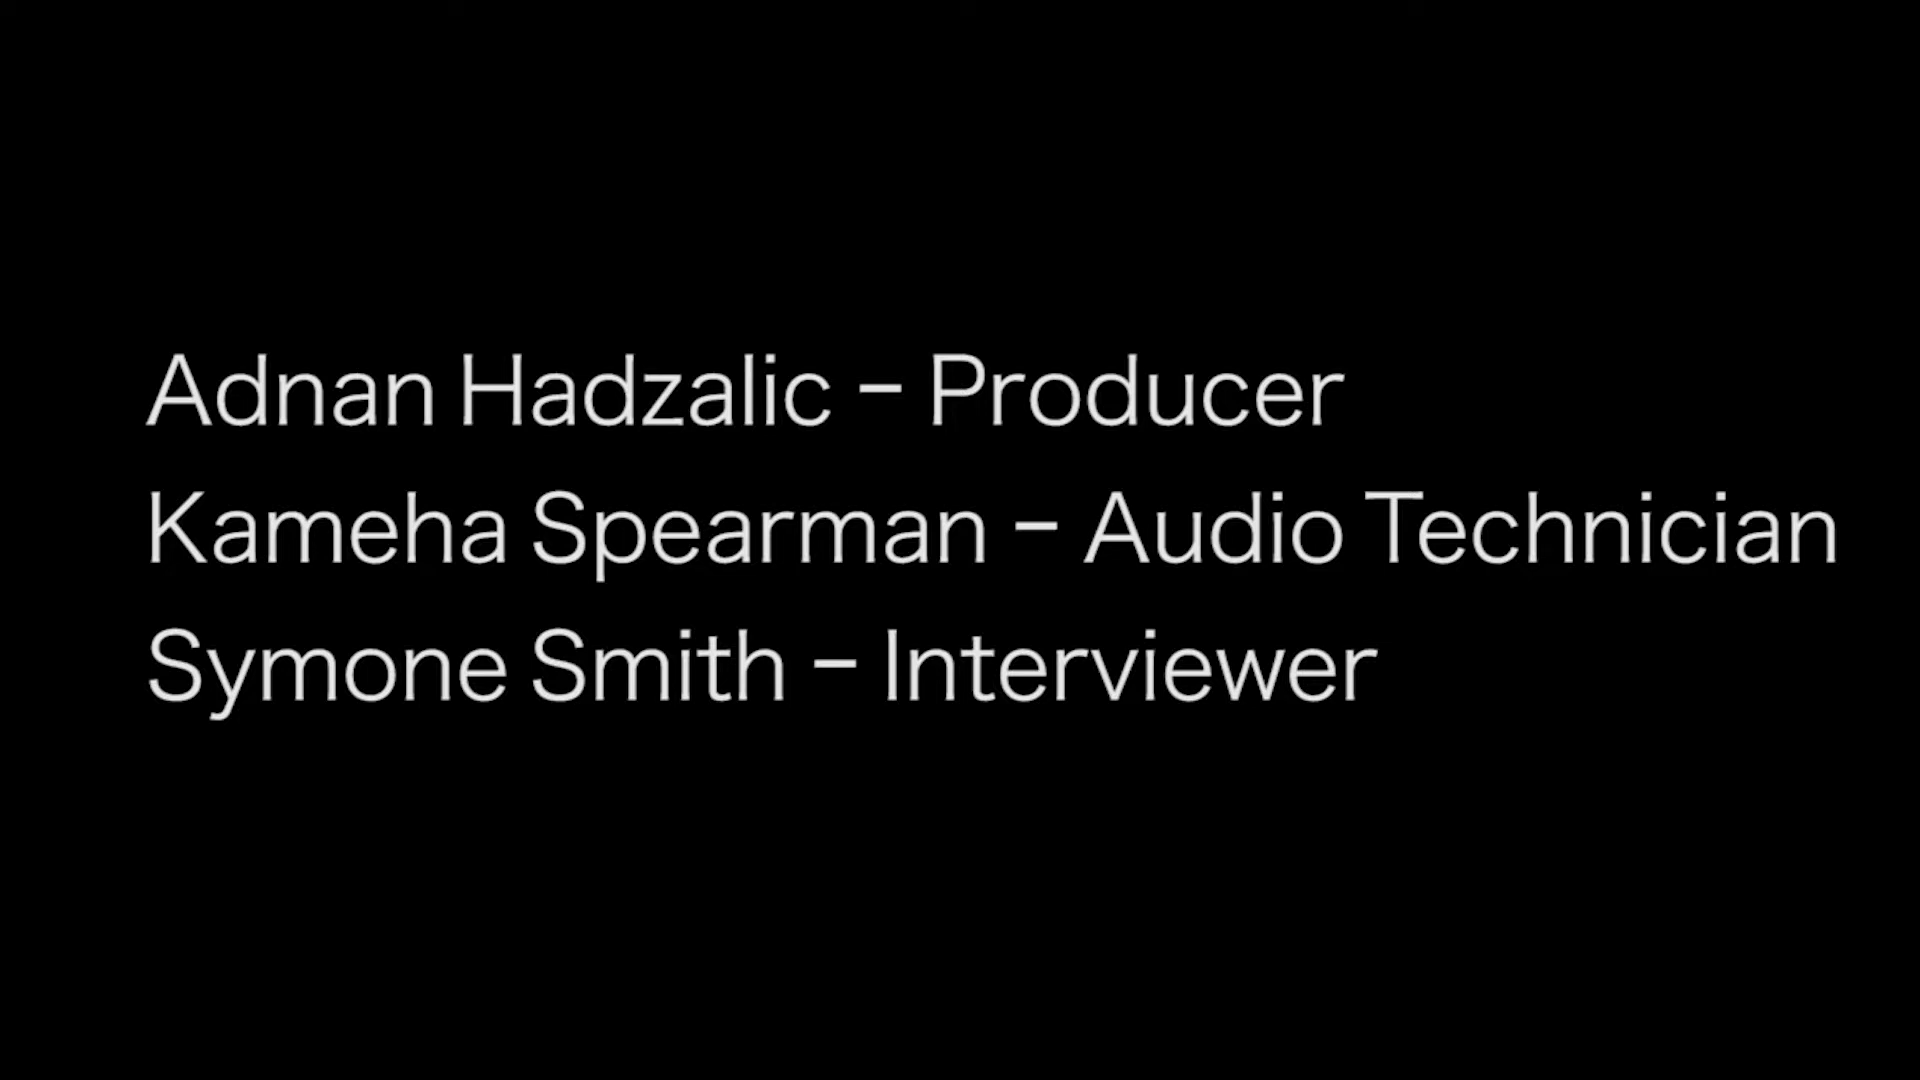 Adnan Hadzalic – Producer
Kameha Spearman – Audio Technician
Symone Smith – Interviewer